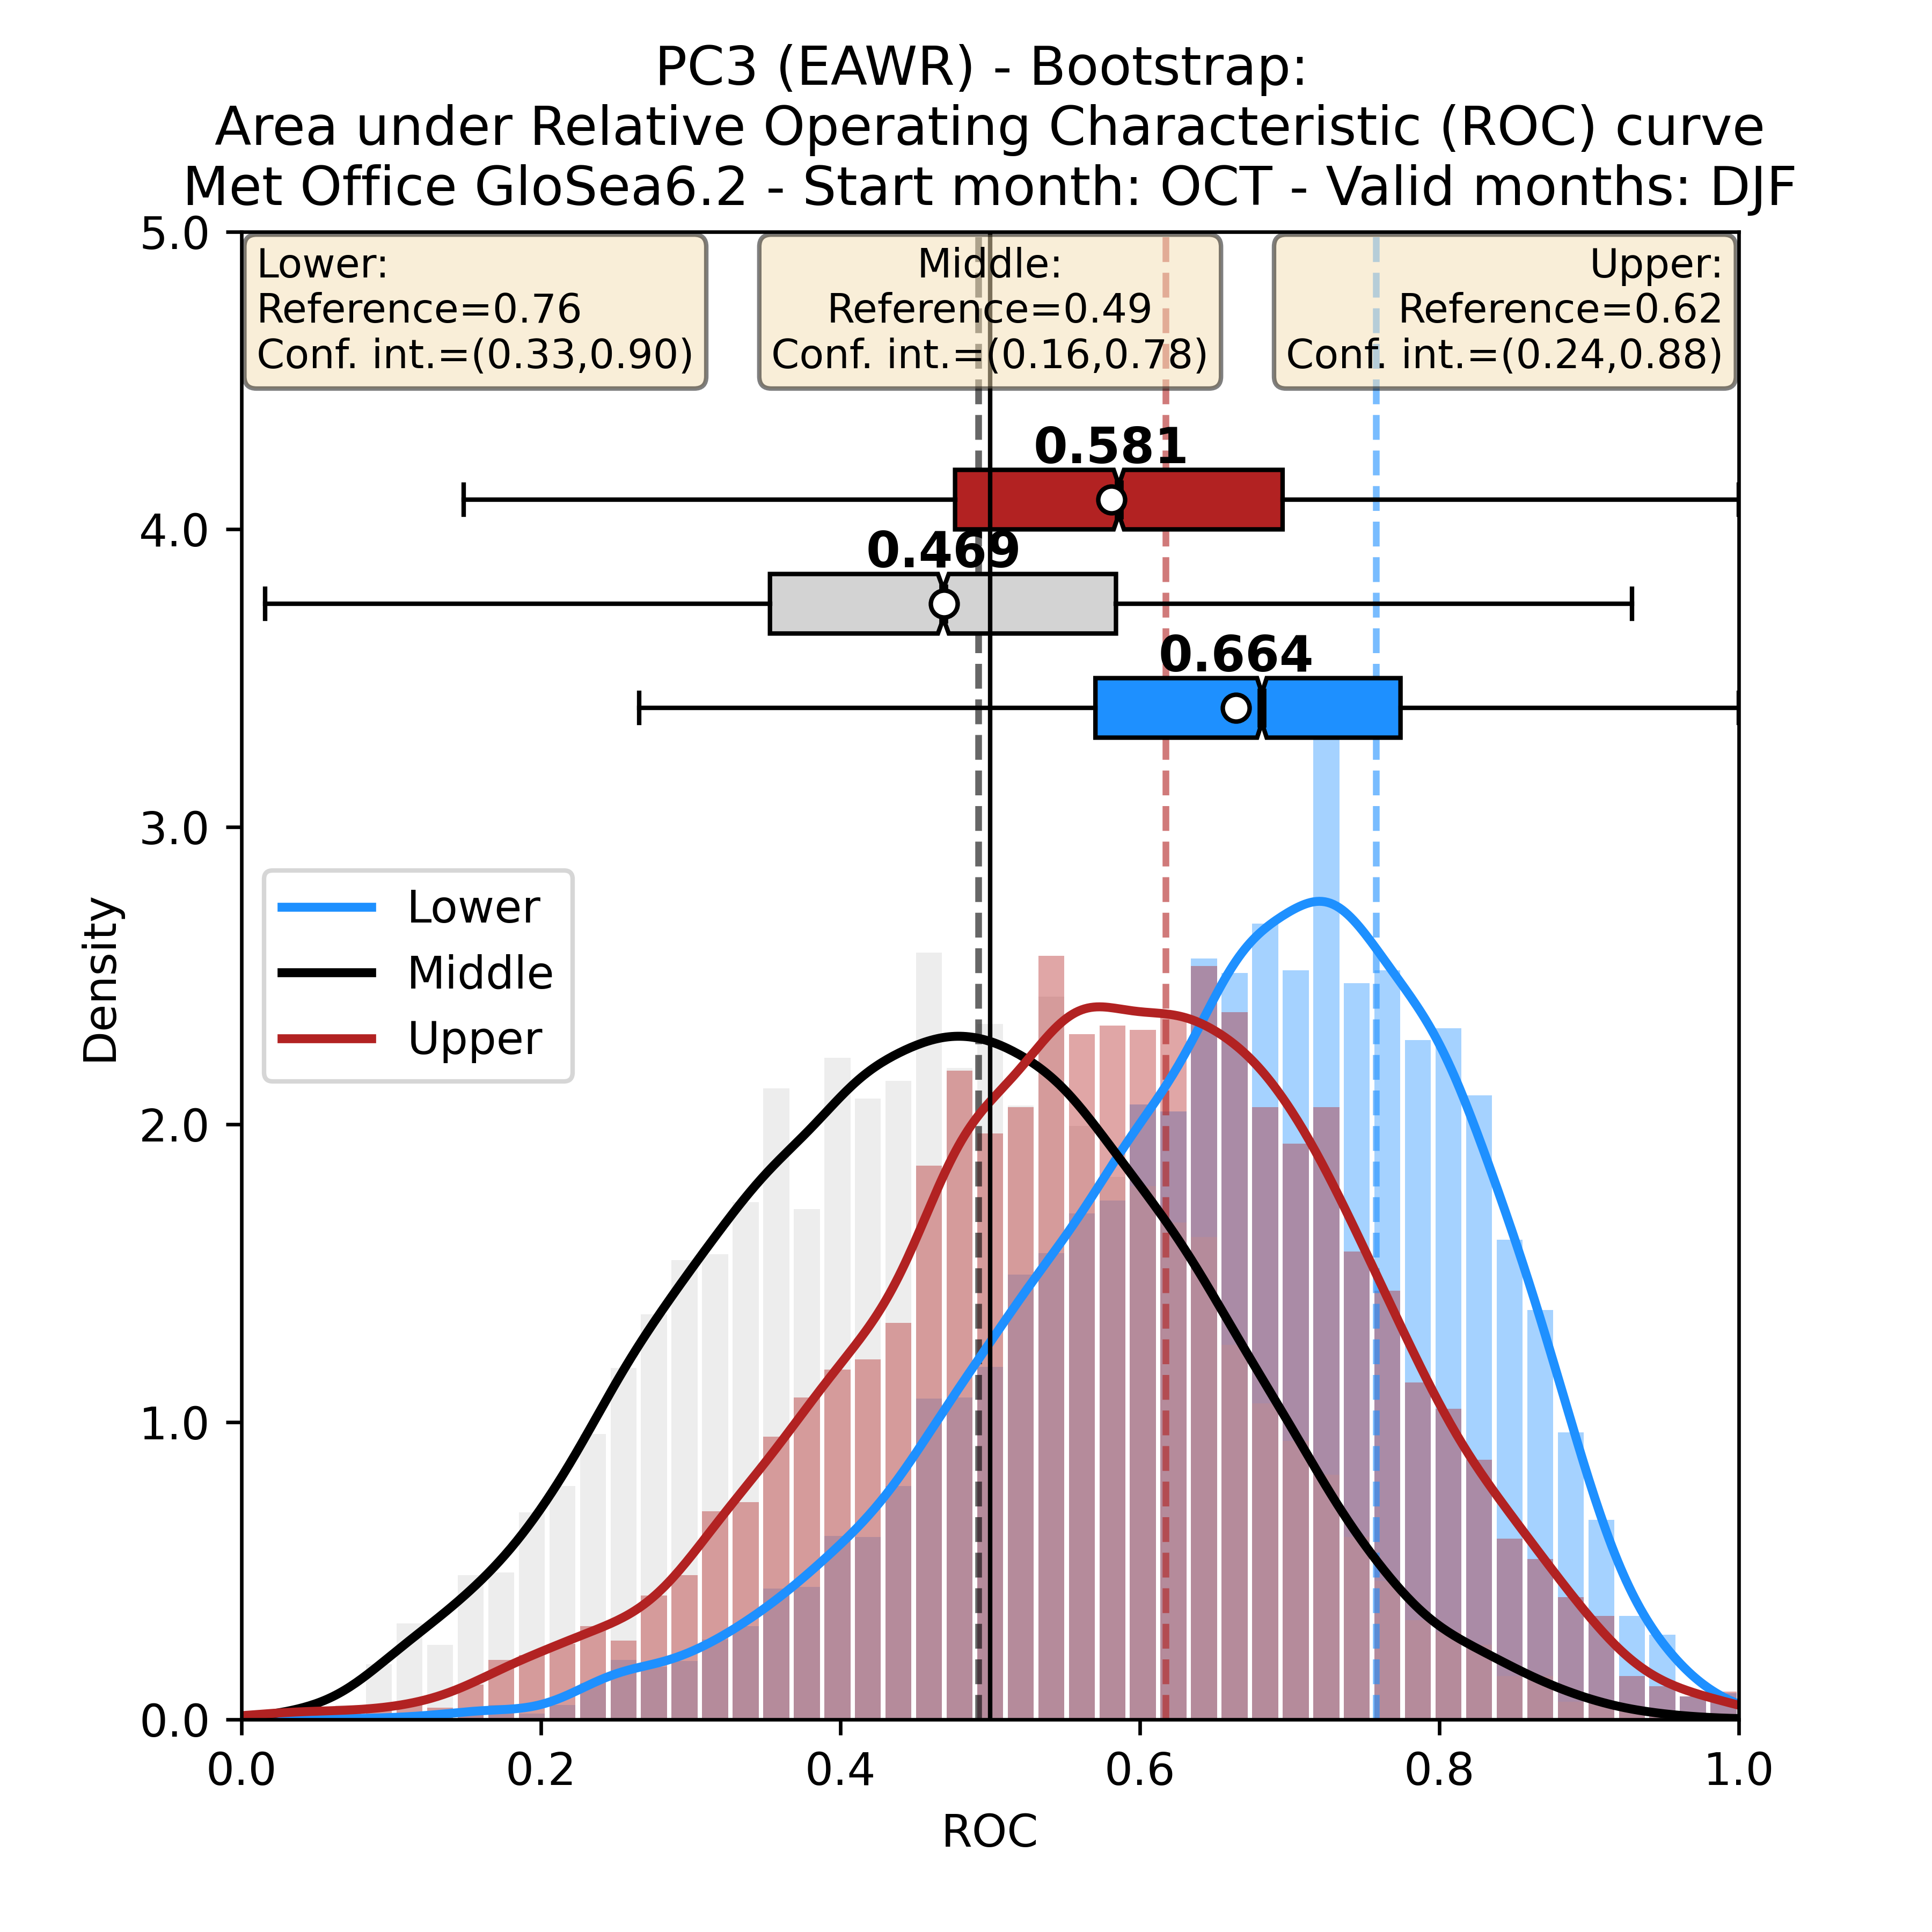 PC3 (EAWR) - Bootstrap:
Area under Relative Operating Characteristic (ROC) curve
Met Office GloSea6.2 - Start month: OCT - Valid months: DJF
Lower:
Reference=0.76
Conf. int.=(0.33,0.90)
Middle:
Reference=0.49
Conf. int.=(0.16,0.78)
Upper:
Reference=0.62
Conf. int.=(0.24,0.88)
0.581
0.469
0.664
Lower
Middle
Upper
Density
5.0
4.0
3.0
2.0
1.0
0.0
0.0 0.2 0.4 0.6 0.8 1.0
ROC